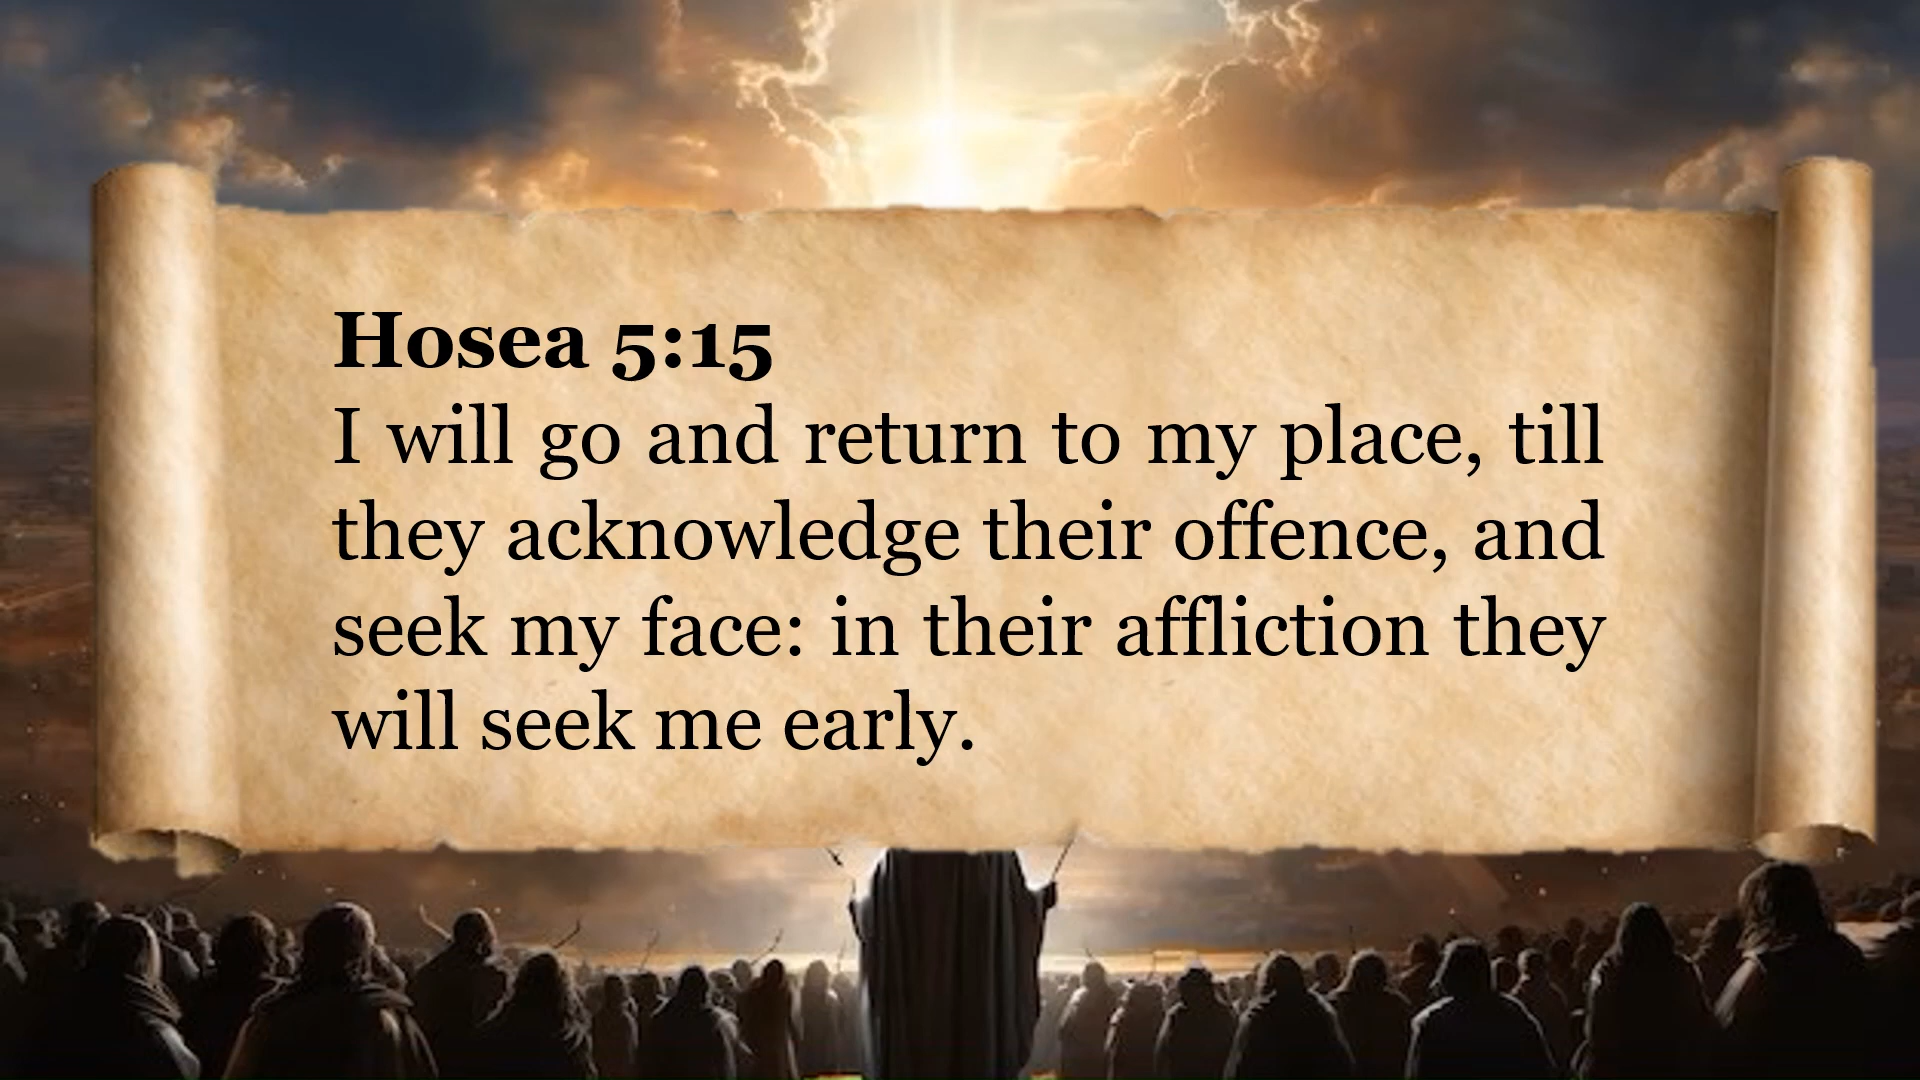 Hosea 5:15
I will go and return to my place, till
they acknowledge their offence, and
seek my face: in their affliction they
will seek me early.